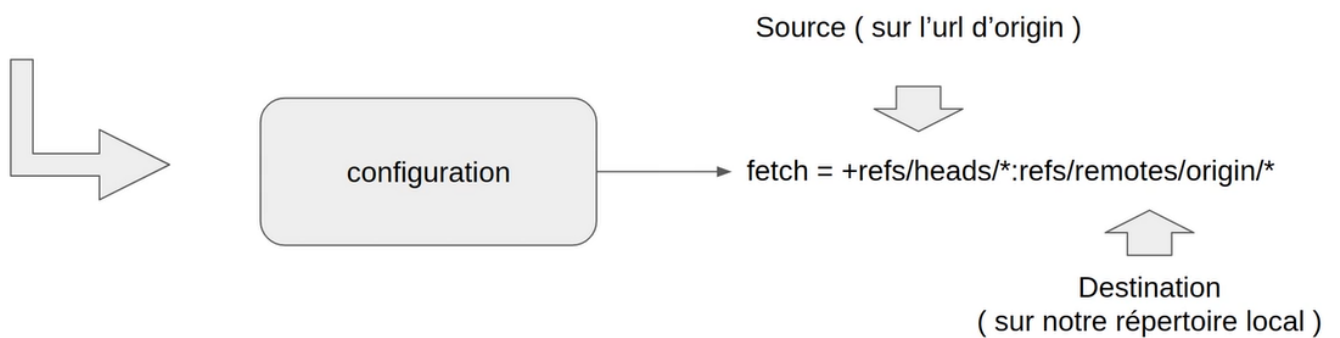 Source ( sur l’url d’origin )
configuration
fetch = +refs/heads/*:refs/remotes/origin/*
Destination
( sur notre répertoire local )